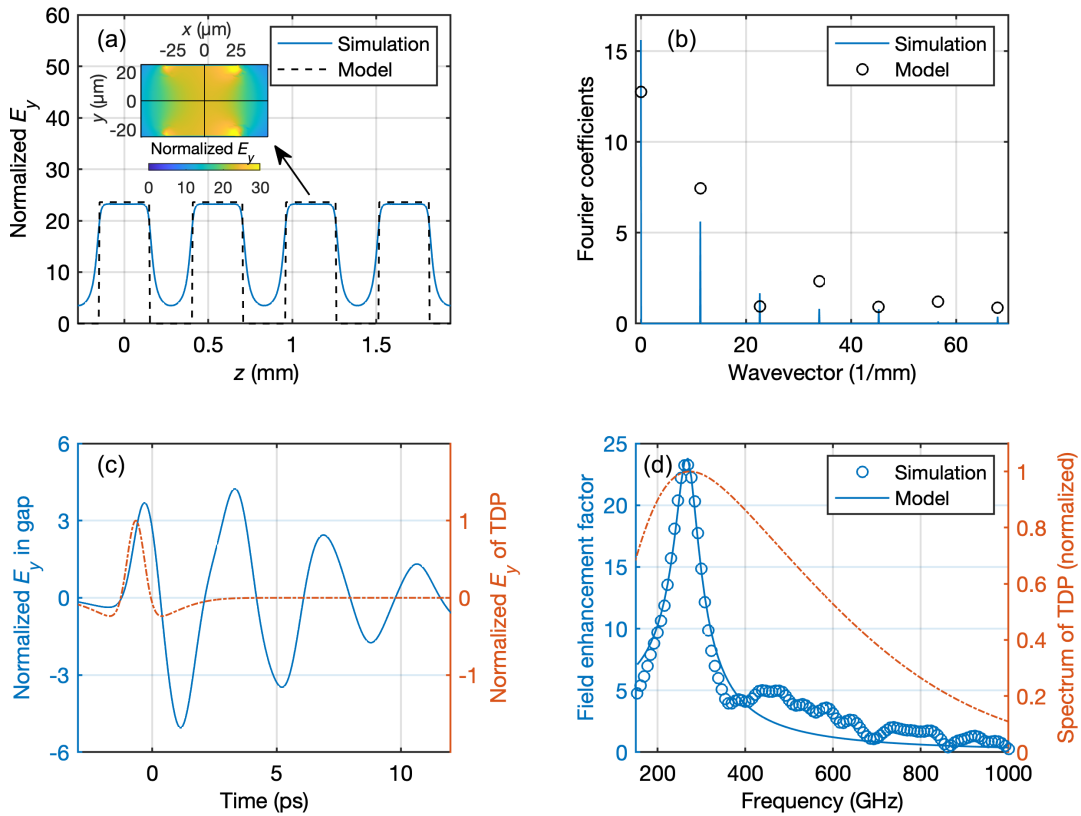 (a)
x (µm)
-25 0 25
y (µm)
20
0
-20
Normalized Ey
0 10 20 30
Simulation
Model
Normalized Ey
60
50
40
30
20
10
0
0 0.5 1 1.5
z (mm)
(b)
Simulation
Model
Fourier coefficients
15
10
5
0
0 20 40 60
Wavevector (1/mm)
(c)
Normalized Ey in gap
6
3
0
-3
-6
1
0
-1
Normalized Ey of TDP
0 5 10
Time (ps)
(d)
Simulation
Model
Field enhancement factor
25
20
15
10
5
0
1
0.8
0.6
0.4
0.2
0
Spectrum of TDP (normalized)
200 400 600 800 1000
Frequency (GHz)